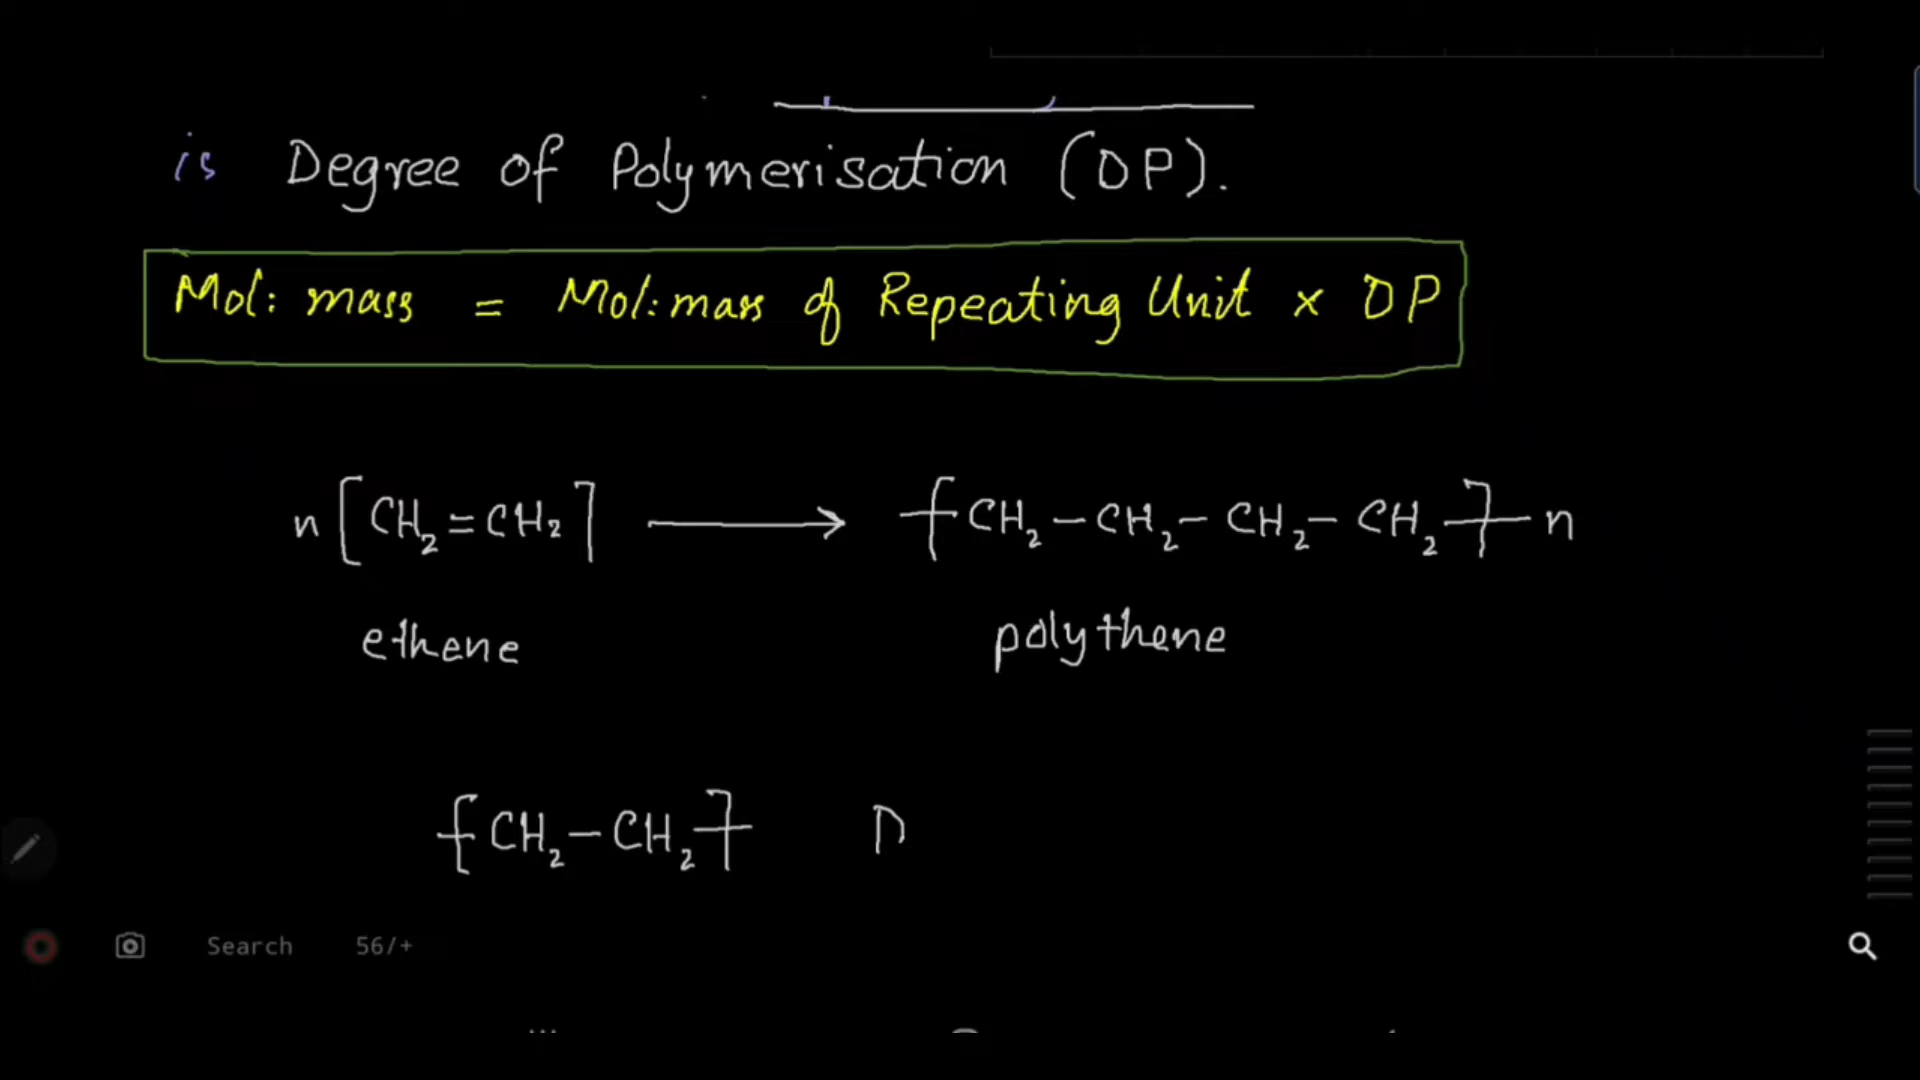 is Degree of Polymerisation (DP).
Mol: mass = Mol: mass of Repeating Unit × DP
n[CH₂=CH₂] ⟶ {CH₂–CH₂–CH₂–CH₂}n
ethene polythene
{CH₂–CH₂} D
Search 56/+